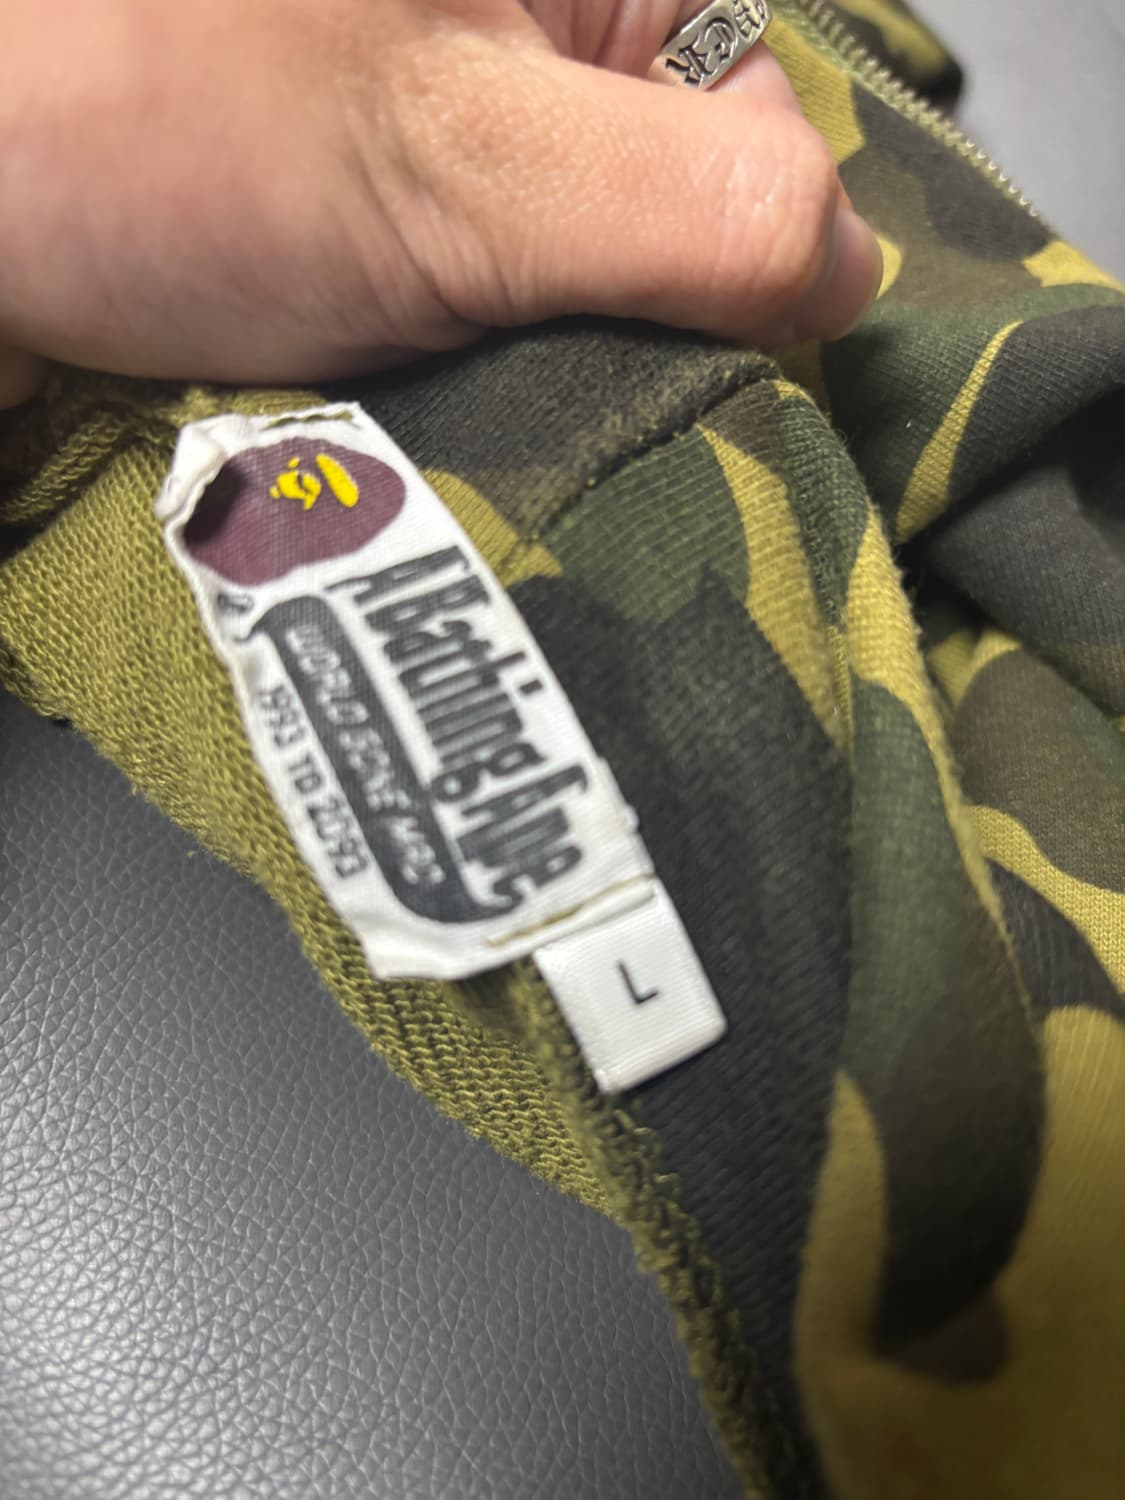 A Bathing Ape
WORLD GONE MAD
1993 TO 2093
L